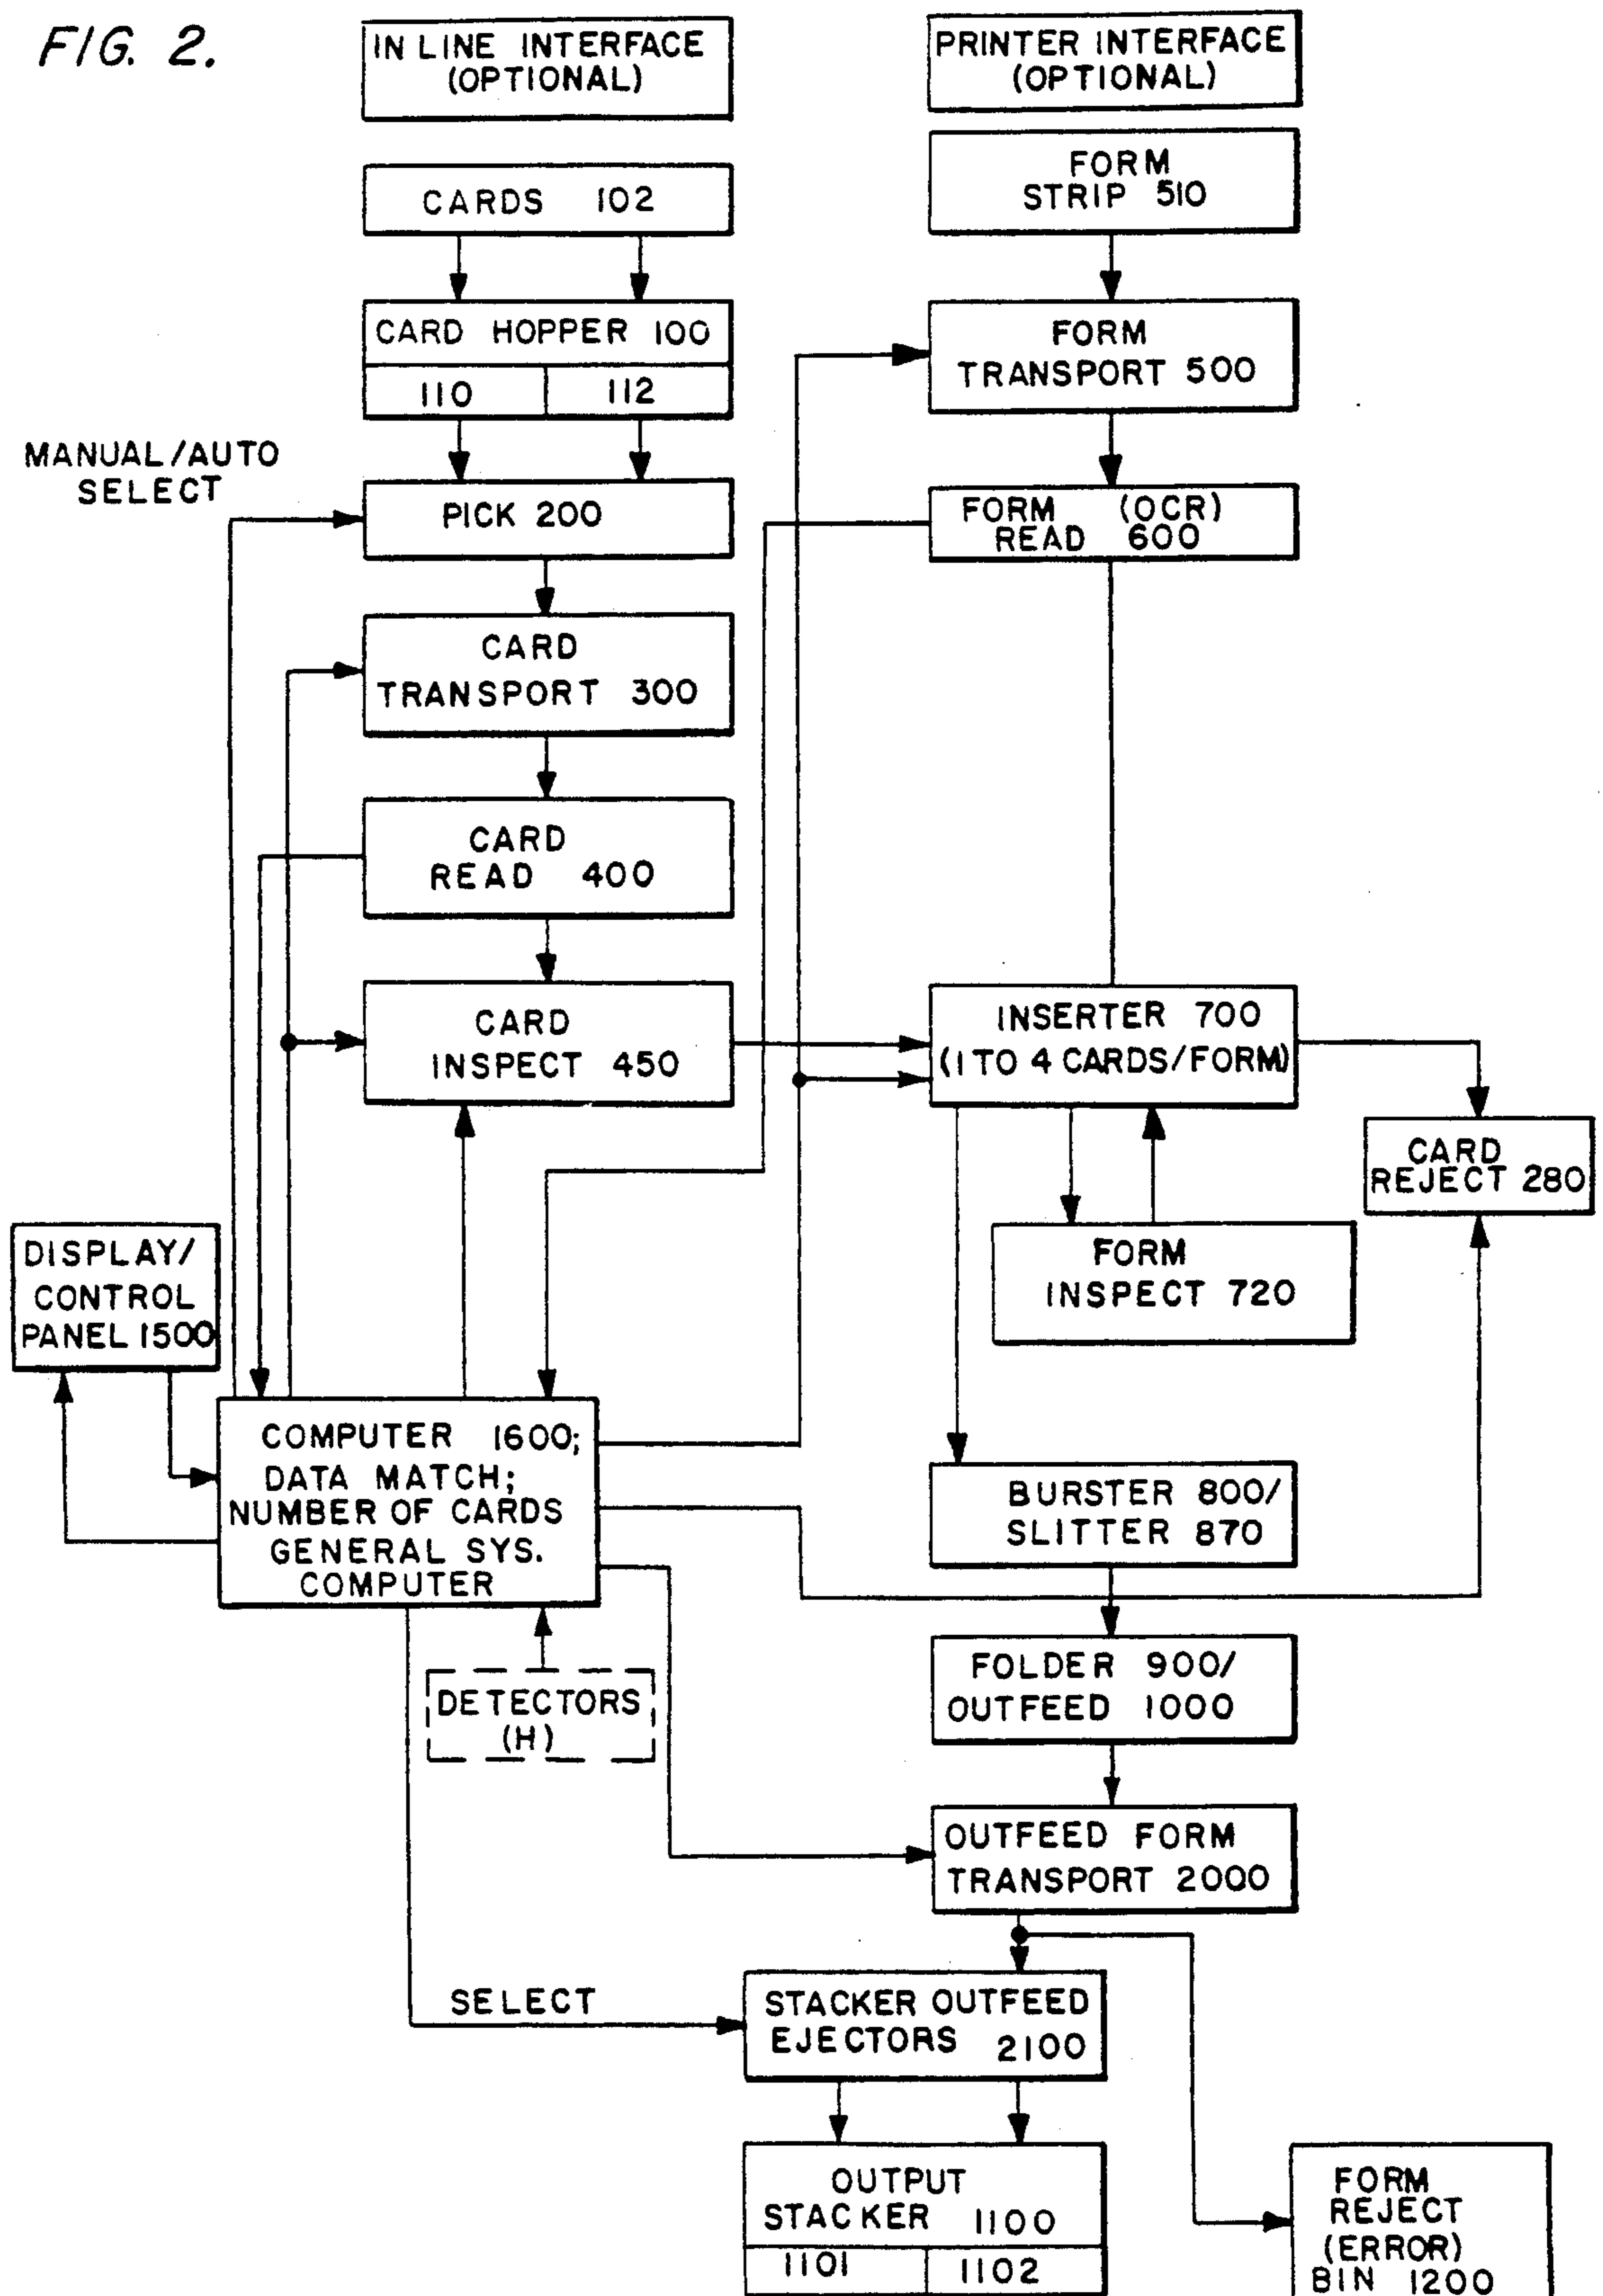 FIG. 2.
IN LINE INTERFACE
(OPTIONAL)
PRINTER INTERFACE
(OPTIONAL)
FORM
STRIP 510
CARDS 102
CARD HOPPER 100
110
112
FORM
TRANSPORT 500
MANUAL/AUTO
SELECT
PICK 200
FORM (OCR)
READ 600
CARD
TRANSPORT 300
CARD
READ 400
CARD
INSPECT 450
INSERTER 700
(1 TO 4 CARDS/FORM)
CARD
REJECT 280
FORM
INSPECT 720
DISPLAY/
CONTROL
PANEL 1500
COMPUTER 1600;
DATA MATCH;
NUMBER OF CARDS
GENERAL SYS.
COMPUTER
BURSTER 800/
SLITTER 870
DETECTORS
(H)
FOLDER 900/
OUTFEED 1000
OUTFEED FORM
TRANSPORT 2000
SELECT
STACKER OUTFEED
EJECTORS 2100
OUTPUT
STACKER 1100
1101
1102
FORM
REJECT
(ERROR)
BIN 1200